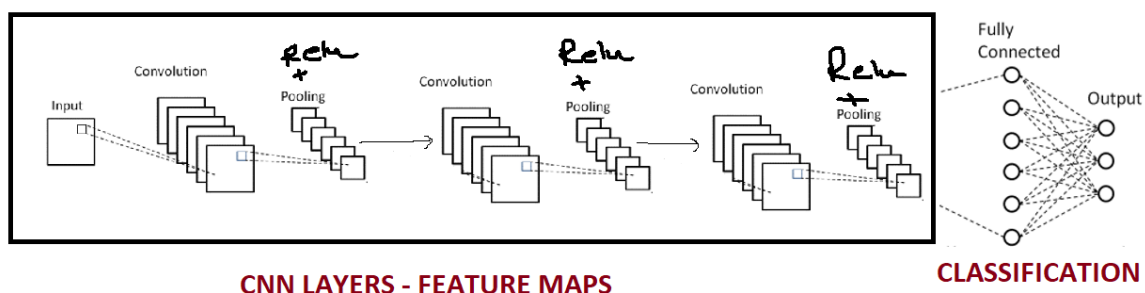 Input
Convolution
Relu
+
Pooling
Convolution
Relu
+
Pooling
Convolution
Relu
+
Pooling
Fully
Connected
Output
CNN LAYERS - FEATURE MAPS
CLASSIFICATION